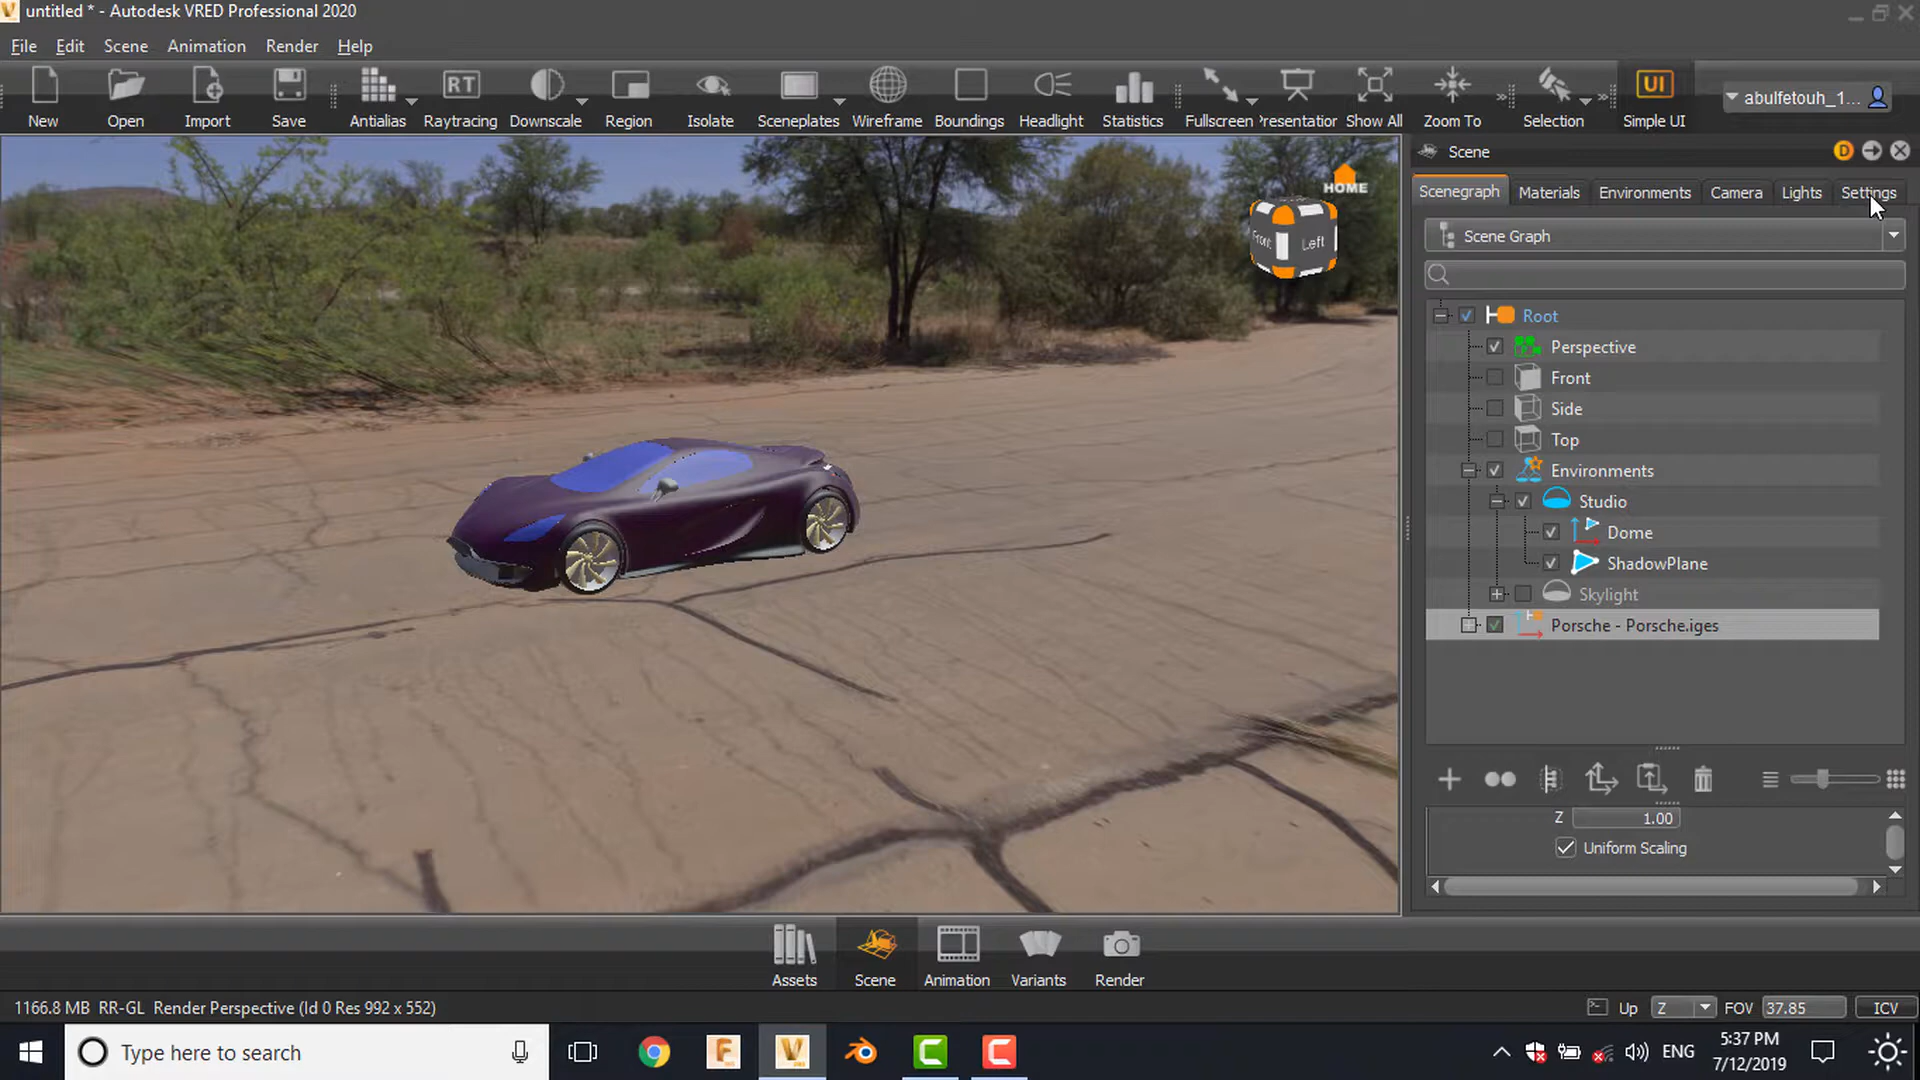 untitled * - Autodesk VRED Professional 2020
File Edit Scene Animation Render Help
RT UI
New Open Import Save Antialias Raytracing Downscale Region Isolate Sceneplates Wireframe Boundings Headlight Statistics Fullscreen Presentation Show All Zoom To Selection Simple UI
abulfetouh_1...
Scene
D
Scenegraph Materials Environments Camera Lights Settings
Scene Graph
HOME
Front Left
Root
Perspective
Front
Side
Top
Environments
Studio
Dome
ShadowPlane
Skylight
Porsche - Porsche.iges
Z 1.00
Uniform Scaling
Assets Scene Animation Variants Render
1166.8 MB RR-GL Render Perspective (Id 0 Res 992 x 552)
Up Z FOV 37.85 ICV
Type here to search
ENG
5:37 PM
7/12/2019